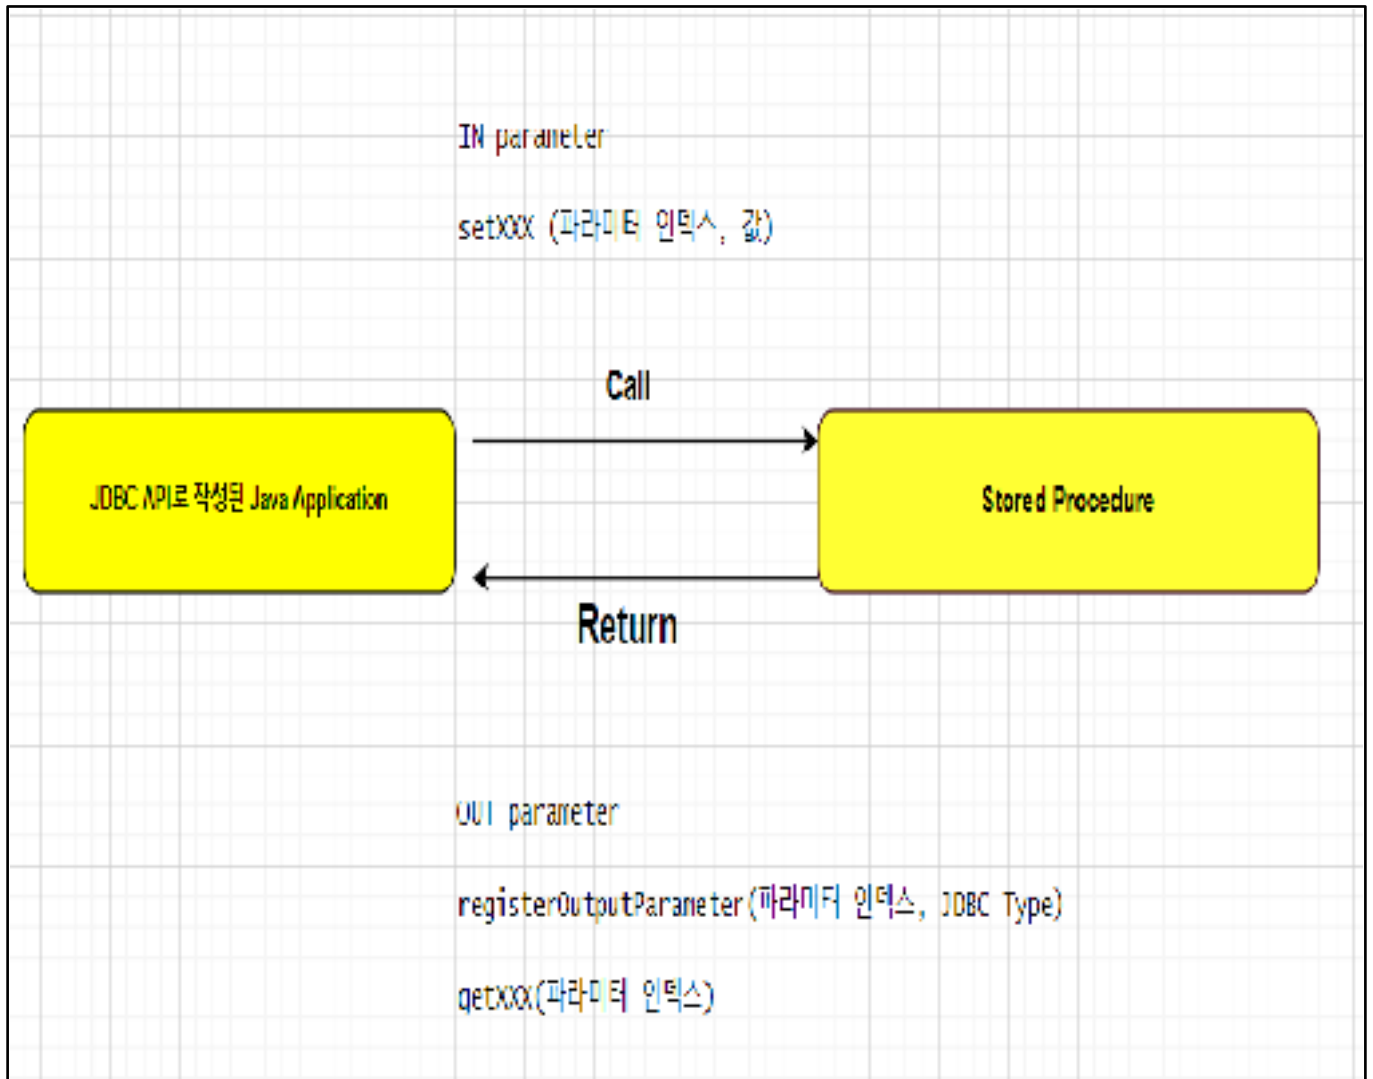 IN parameter
setXXX (파라미터 인덱스, 값)
Call
JDBC API로 작성된 Java Application
Stored Procedure
Return
OUT parameter
registerOutputParameter(파라미터 인덱스, JDBC Type)
getXXX(파라미터 인덱스)